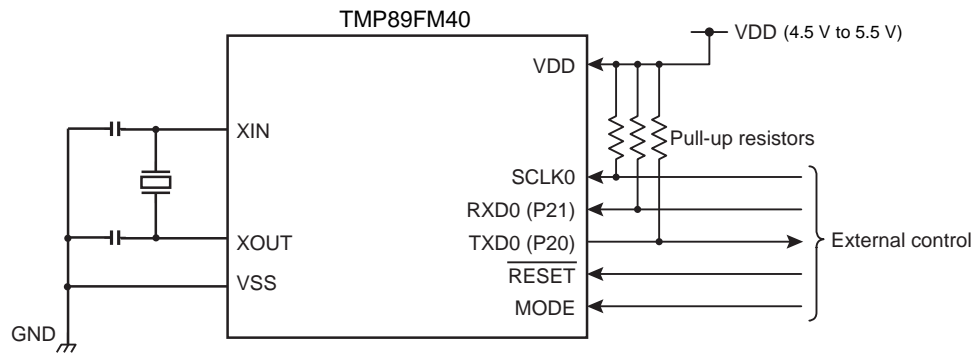 TMP89FM40
VDD (4.5 V to 5.5 V)
VDD
XIN
Pull-up resistors
SCLK0
RXD0 (P21)
XOUT
TXD0 (P20)
External control
RESET
VSS
MODE
GND